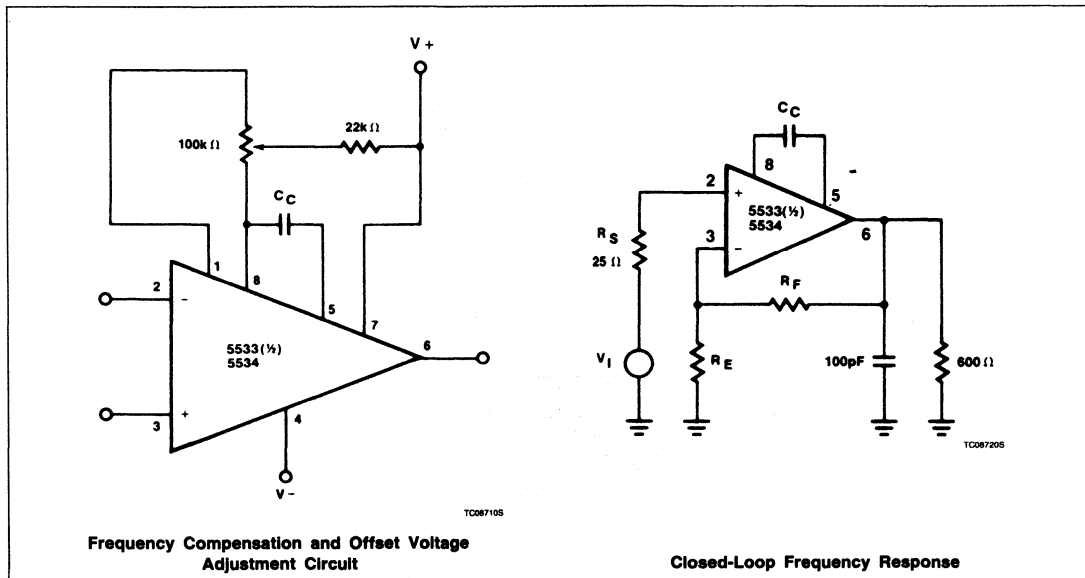 V+
22kΩ
100kΩ
CC
1
8
5
7
2
−
5533(½)
5534
6
+
3
4
V−
TC08710S
Frequency Compensation and Offset Voltage
Adjustment Circuit
CC
8
5
2
+
5533(½)
5534
6
3
−
RS
25Ω
RF
VI
RE
100pF
600Ω
TC08720S
Closed-Loop Frequency Response